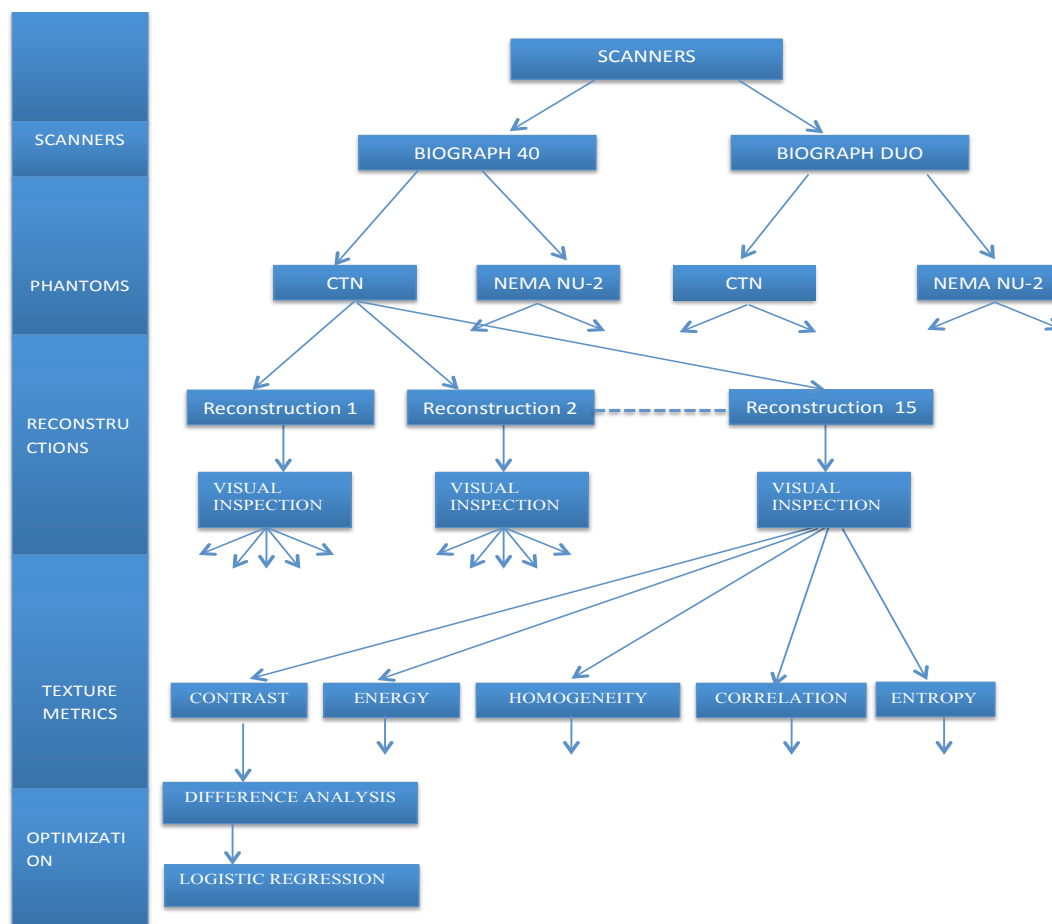 SCANNERS
SCANNERS
BIOGRAPH 40
BIOGRAPH DUO
PHANTOMS
CTN
NEMA NU-2
CTN
NEMA NU-2
RECONSTRU
CTIONS
Reconstruction 1
Reconstruction 2
Reconstruction 15
VISUAL
INSPECTION
VISUAL
INSPECTION
VISUAL
INSPECTION
TEXTURE
METRICS
CONTRAST
ENERGY
HOMOGENEITY
CORRELATION
ENTROPY
DIFFERENCE ANALYSIS
OPTIMIZATI
ON
LOGISTIC REGRESSION